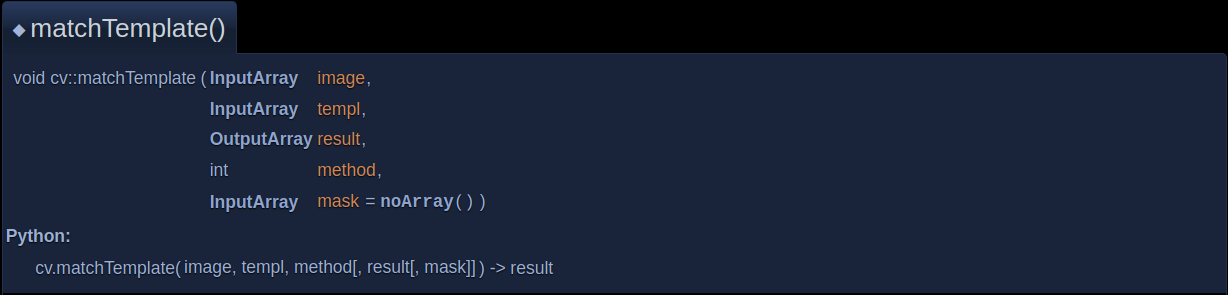 ◆ matchTemplate()
void cv::matchTemplate ( InputArray image,
InputArray templ,
OutputArray result,
int method,
InputArray mask = noArray() )
Python:
cv.matchTemplate( image, templ, method[, result[, mask]] ) -> result